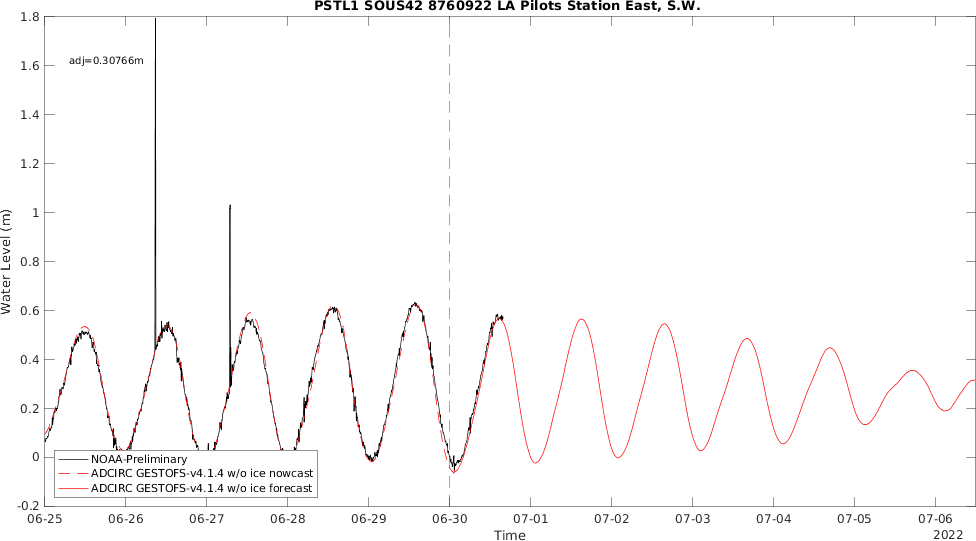 PSTL1 SOUS42 8760922 LA Pilots Station East, S.W.
1.8
adj=0.30766m
1.6
1.4
1.2
1
0.8
0.6
0.4
0.2
0
-0.2
Water Level (m)
NOAA-Preliminary
ADCIRC GESTOFS-v4.1.4 w/o ice nowcast
ADCIRC GESTOFS-v4.1.4 w/o ice forecast
06-25 06-26 06-27 06-28 06-29 06-30 07-01 07-02 07-03 07-04 07-05 07-06
Time
2022